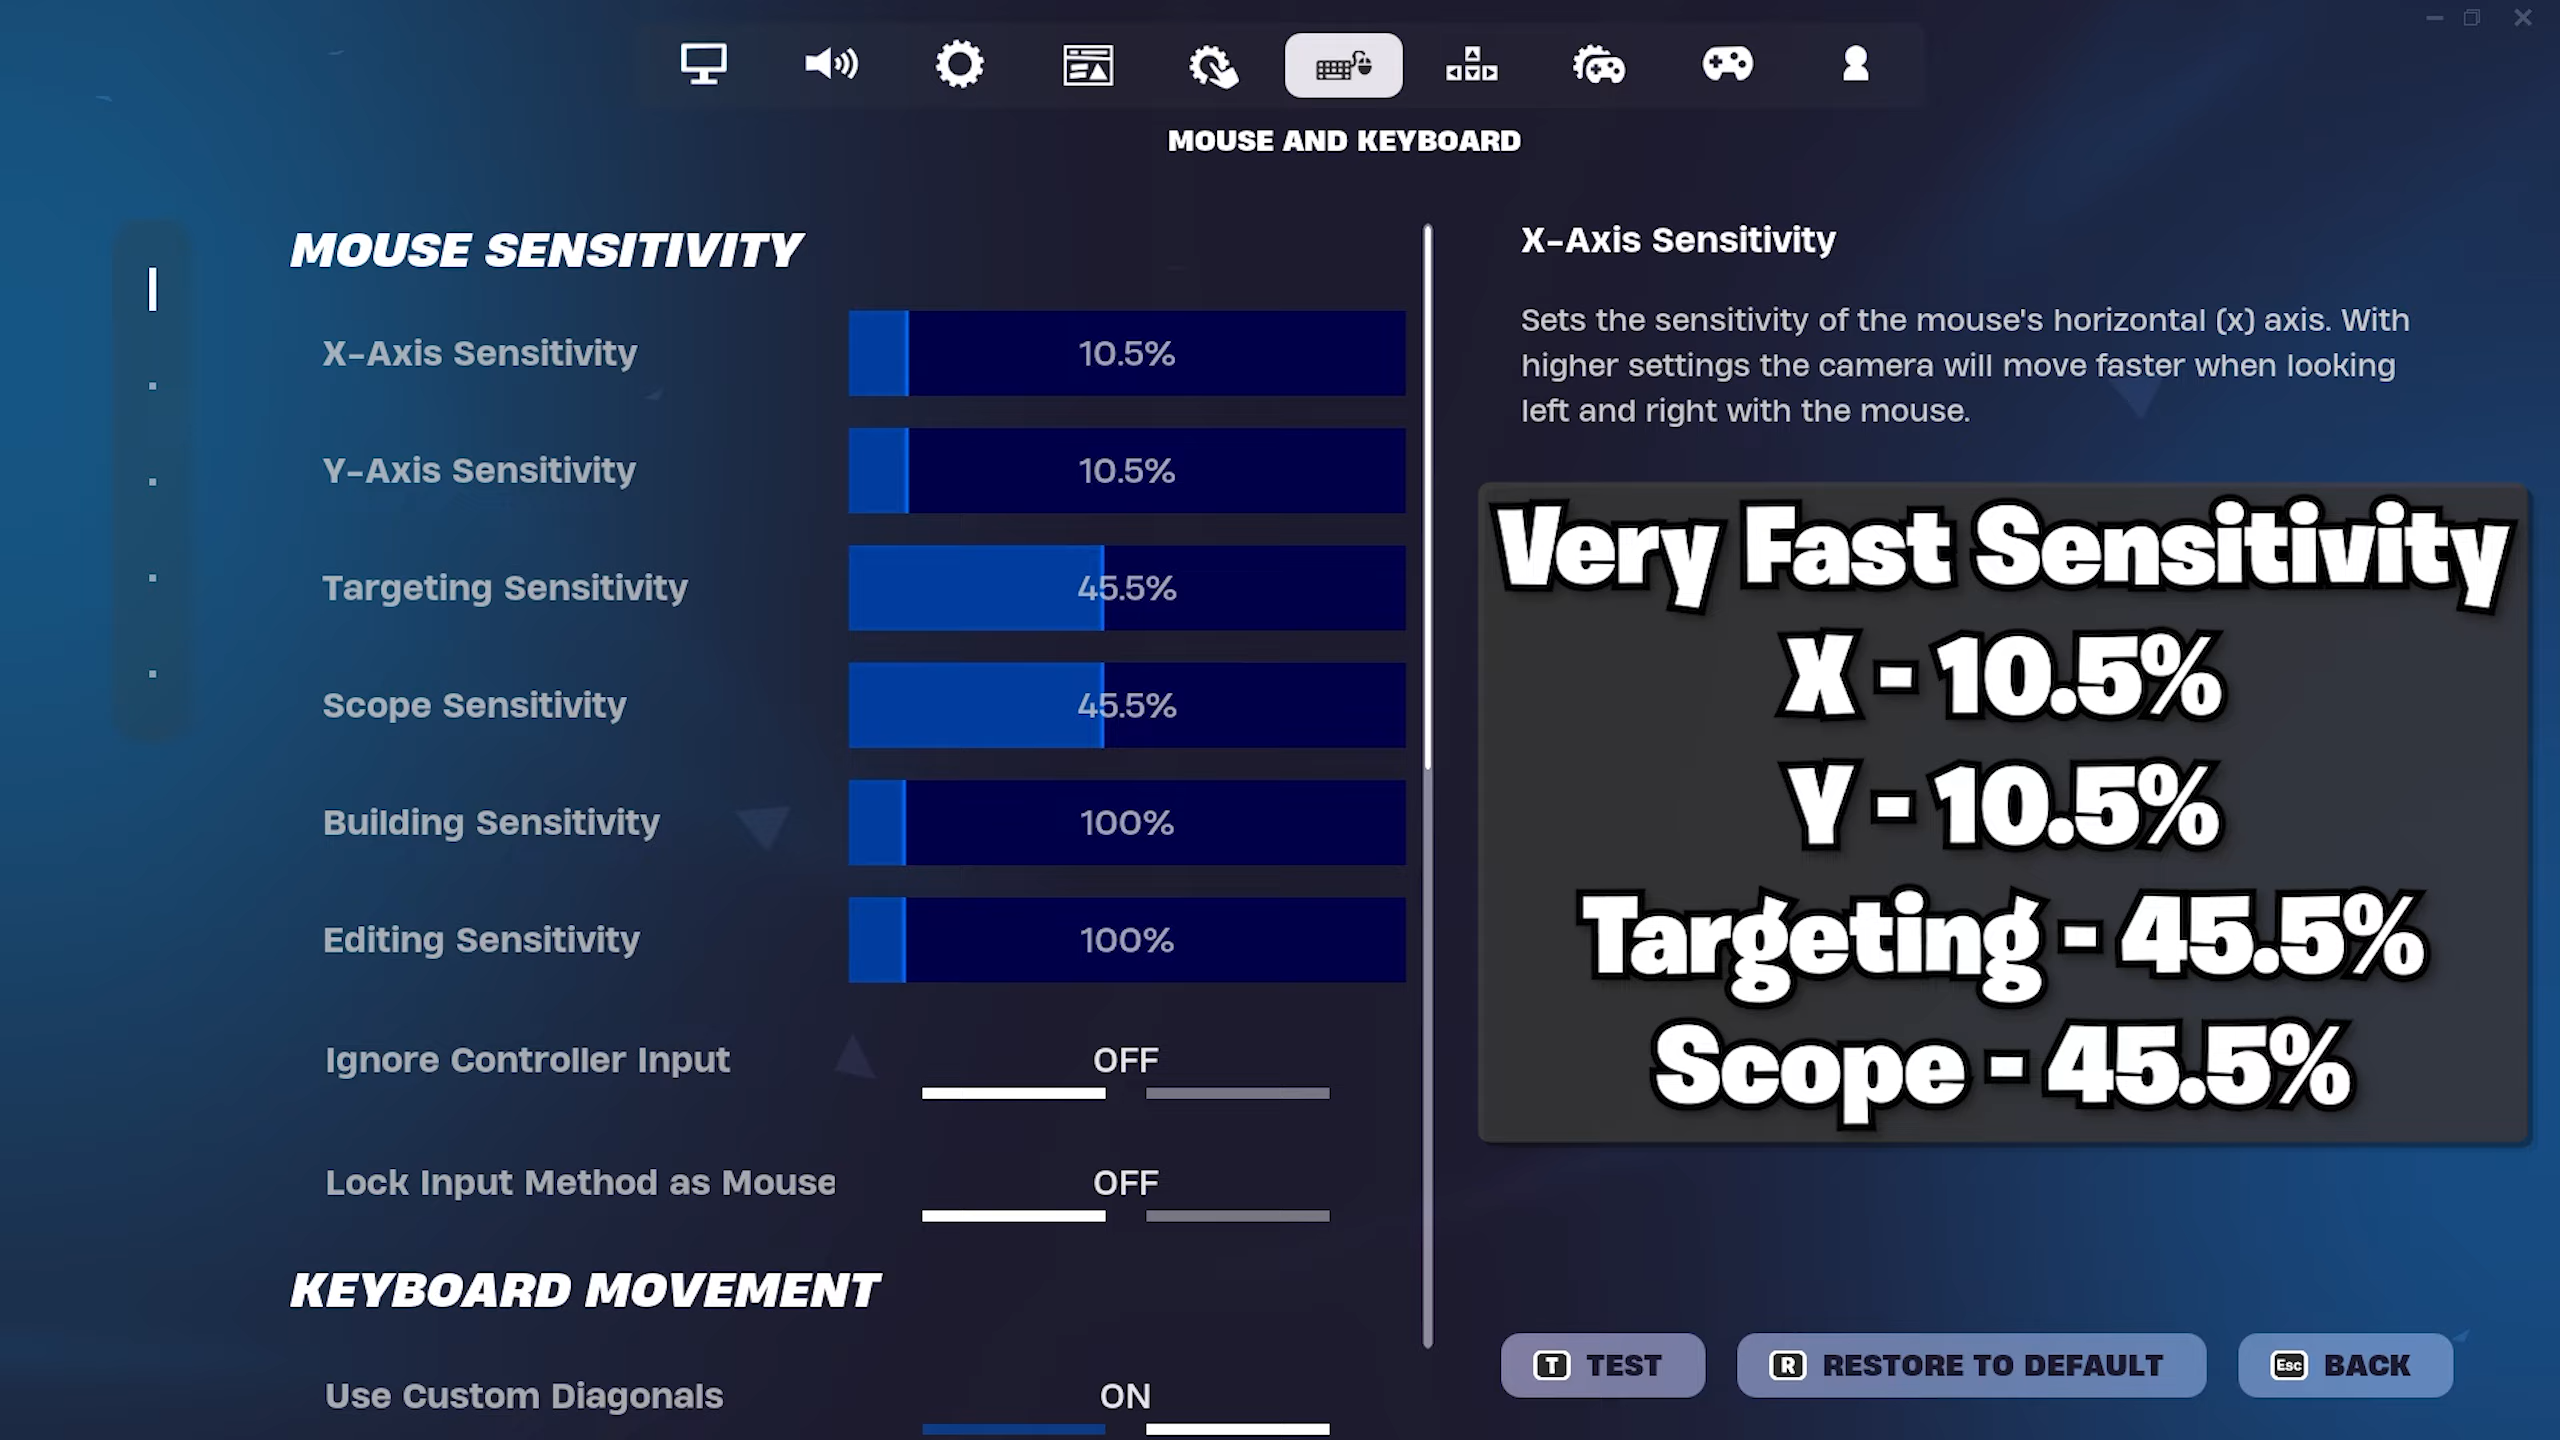 MOUSE AND KEYBOARD
MOUSE SENSITIVITY
X-Axis Sensitivity
10.5%
Y-Axis Sensitivity
10.5%
Targeting Sensitivity
45.5%
Scope Sensitivity
45.5%
Building Sensitivity
100%
Editing Sensitivity
100%
Ignore Controller Input
OFF
Lock Input Method as Mouse
OFF
KEYBOARD MOVEMENT
Use Custom Diagonals
ON
X-Axis Sensitivity
Sets the sensitivity of the mouse's horizontal (x) axis. With
higher settings the camera will move faster when looking
left and right with the mouse.
Very Fast Sensitivity
X - 10.5%
Y - 10.5%
Targeting - 45.5%
Scope - 45.5%
T TEST
R RESTORE TO DEFAULT
Esc BACK